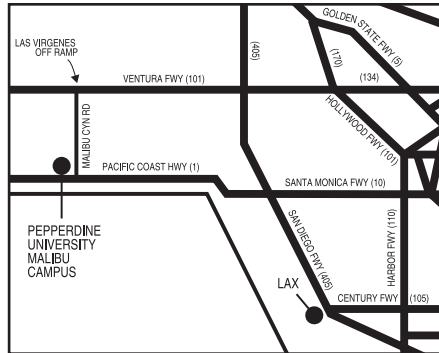 GOLDEN STATE FWY (5)
LAS VIRGENES
OFF RAMP
(405)
(170)
(134)
VENTURA FWY (101)
HOLLYWOOD FWY (101)
MALIBU CYN RD
PACIFIC COAST HWY (1)
SANTA MONICA FWY (10)
PEPPERDINE
UNIVERSITY
MALIBU
CAMPUS
SAN DIEGO FWY (405)
HARBOR FWY (110)
LAX
CENTURY FWY (105)